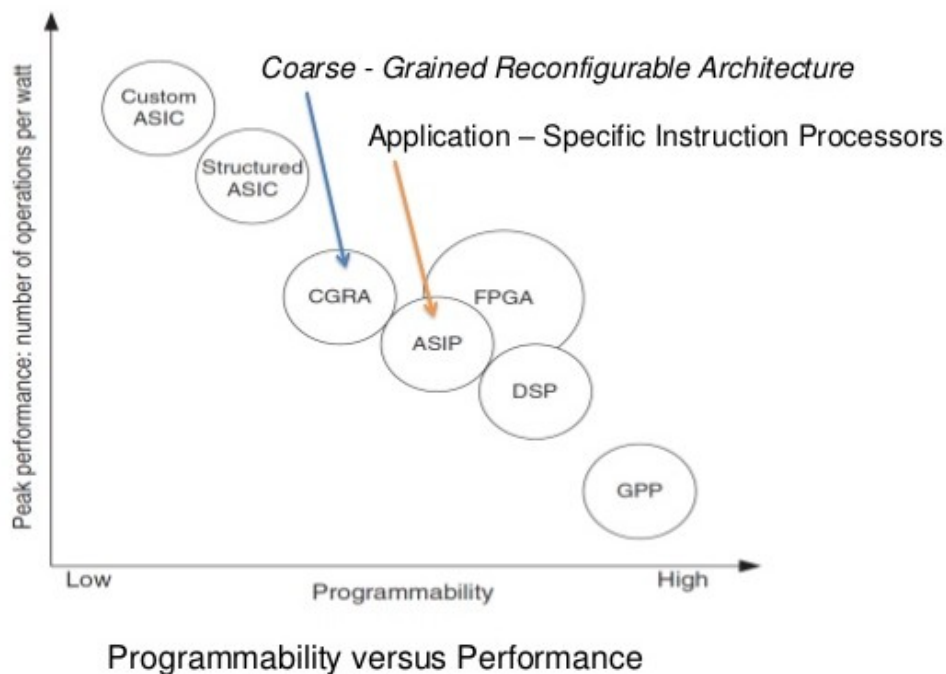 Peak performance: number of operations per watt
Coarse - Grained Reconfigurable Architecture
Custom
ASIC
Application – Specific Instruction Processors
Structured
ASIC
CGRA
FPGA
ASIP
DSP
GPP
Low
Programmability
High
Programmability versus Performance